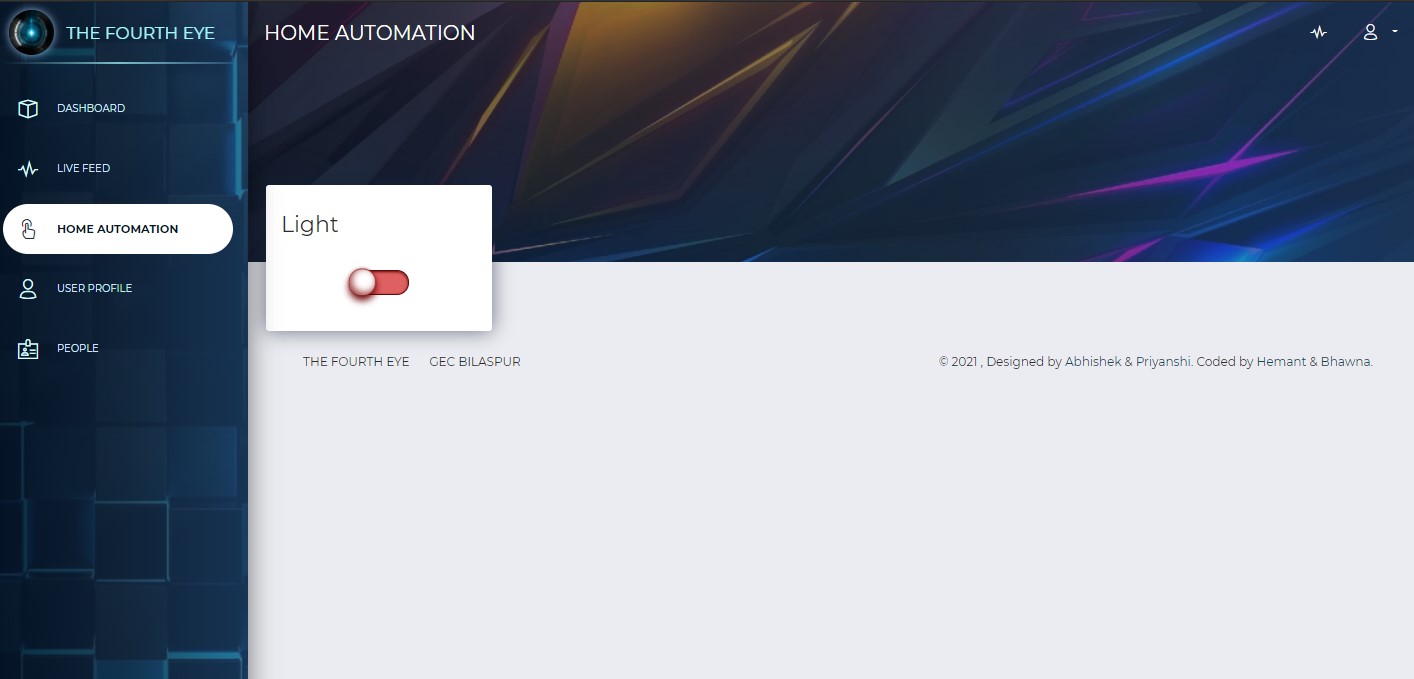 THE FOURTH EYE
HOME AUTOMATION
DASHBOARD
LIVE FEED
HOME AUTOMATION
USER PROFILE
PEOPLE
Light
THE FOURTH EYE GEC BILASPUR
© 2021 , Designed by Abhishek & Priyanshi. Coded by Hemant & Bhawna.